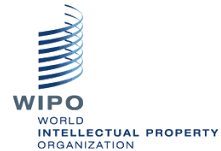 WIPO
WORLD
INTELLECTUAL PROPERTY
ORGANIZATION